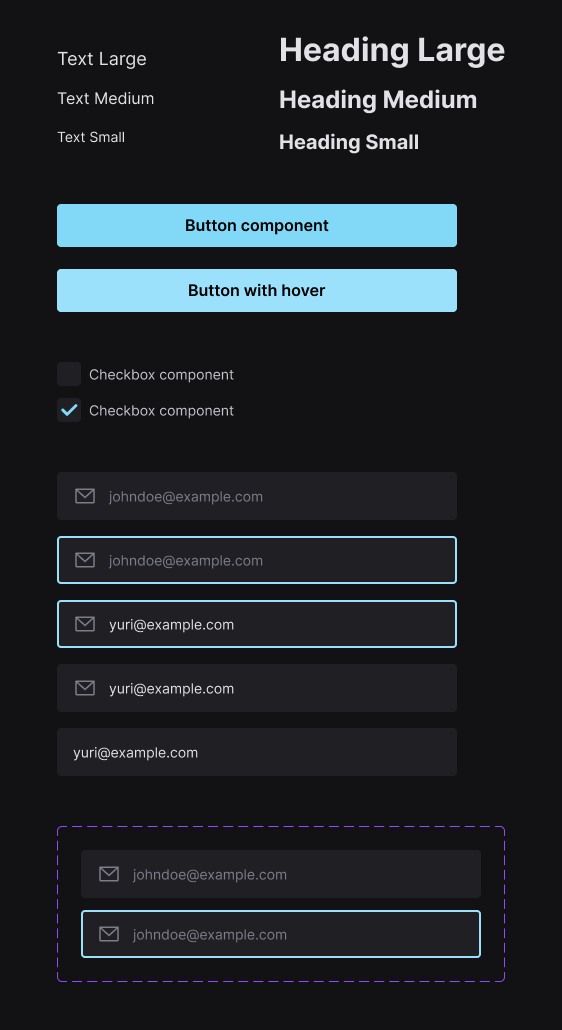 Text Large
Text Medium
Text Small
Heading Large
Heading Medium
Heading Small
Button component
Button with hover
Checkbox component
Checkbox component
johndoe@example.com
johndoe@example.com
yuri@example.com
yuri@example.com
yuri@example.com
johndoe@example.com
johndoe@example.com